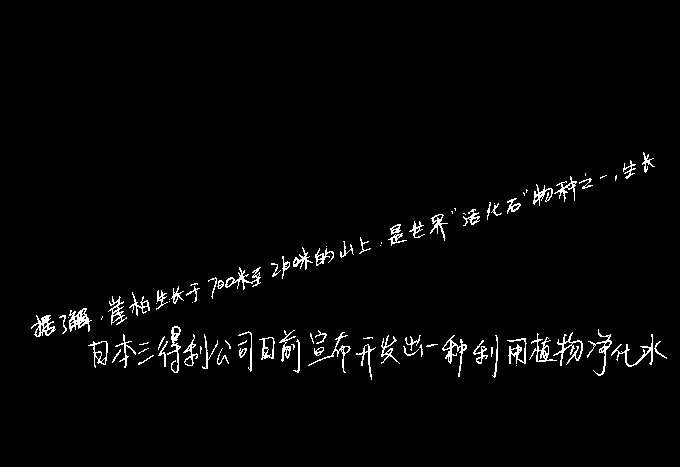 据了解,崖柏生长于700米至2100米的山上,是世界"活化石"物种之一,生长
日本三得利公司目前宣布开发出一种利用植物净化水